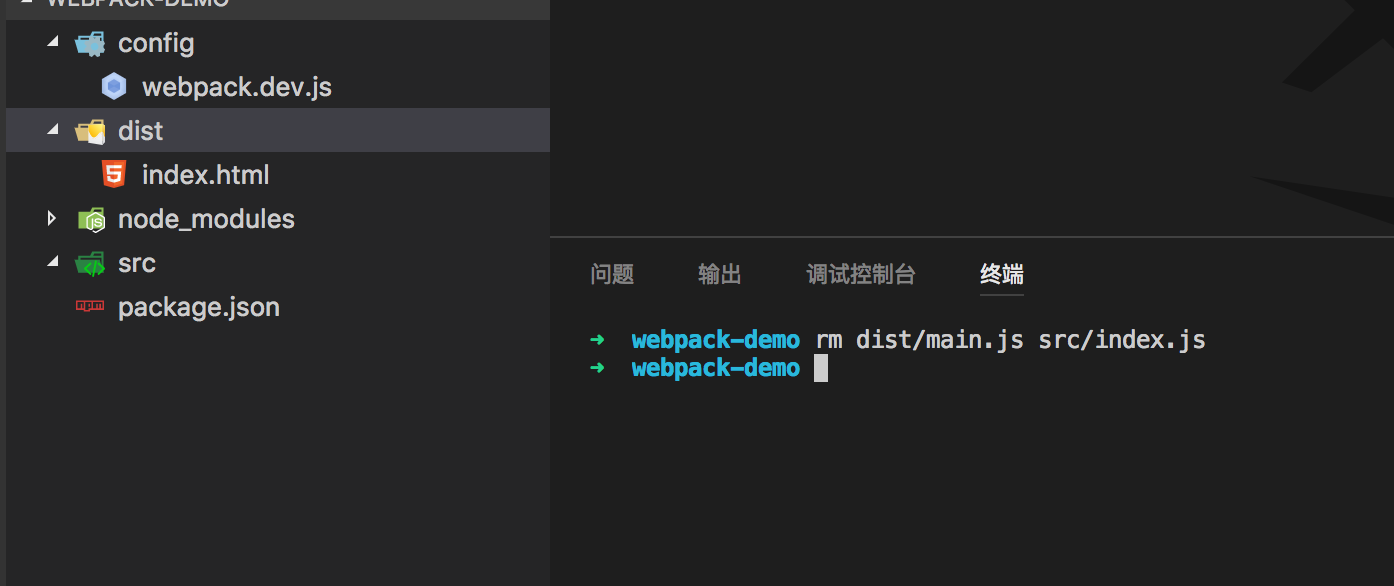 WEBPACK-DEMO
config
webpack.dev.js
dist
index.html
node_modules
src
package.json
问题 输出 调试控制台 终端
➜ webpack-demo rm dist/main.js src/index.js
➜ webpack-demo